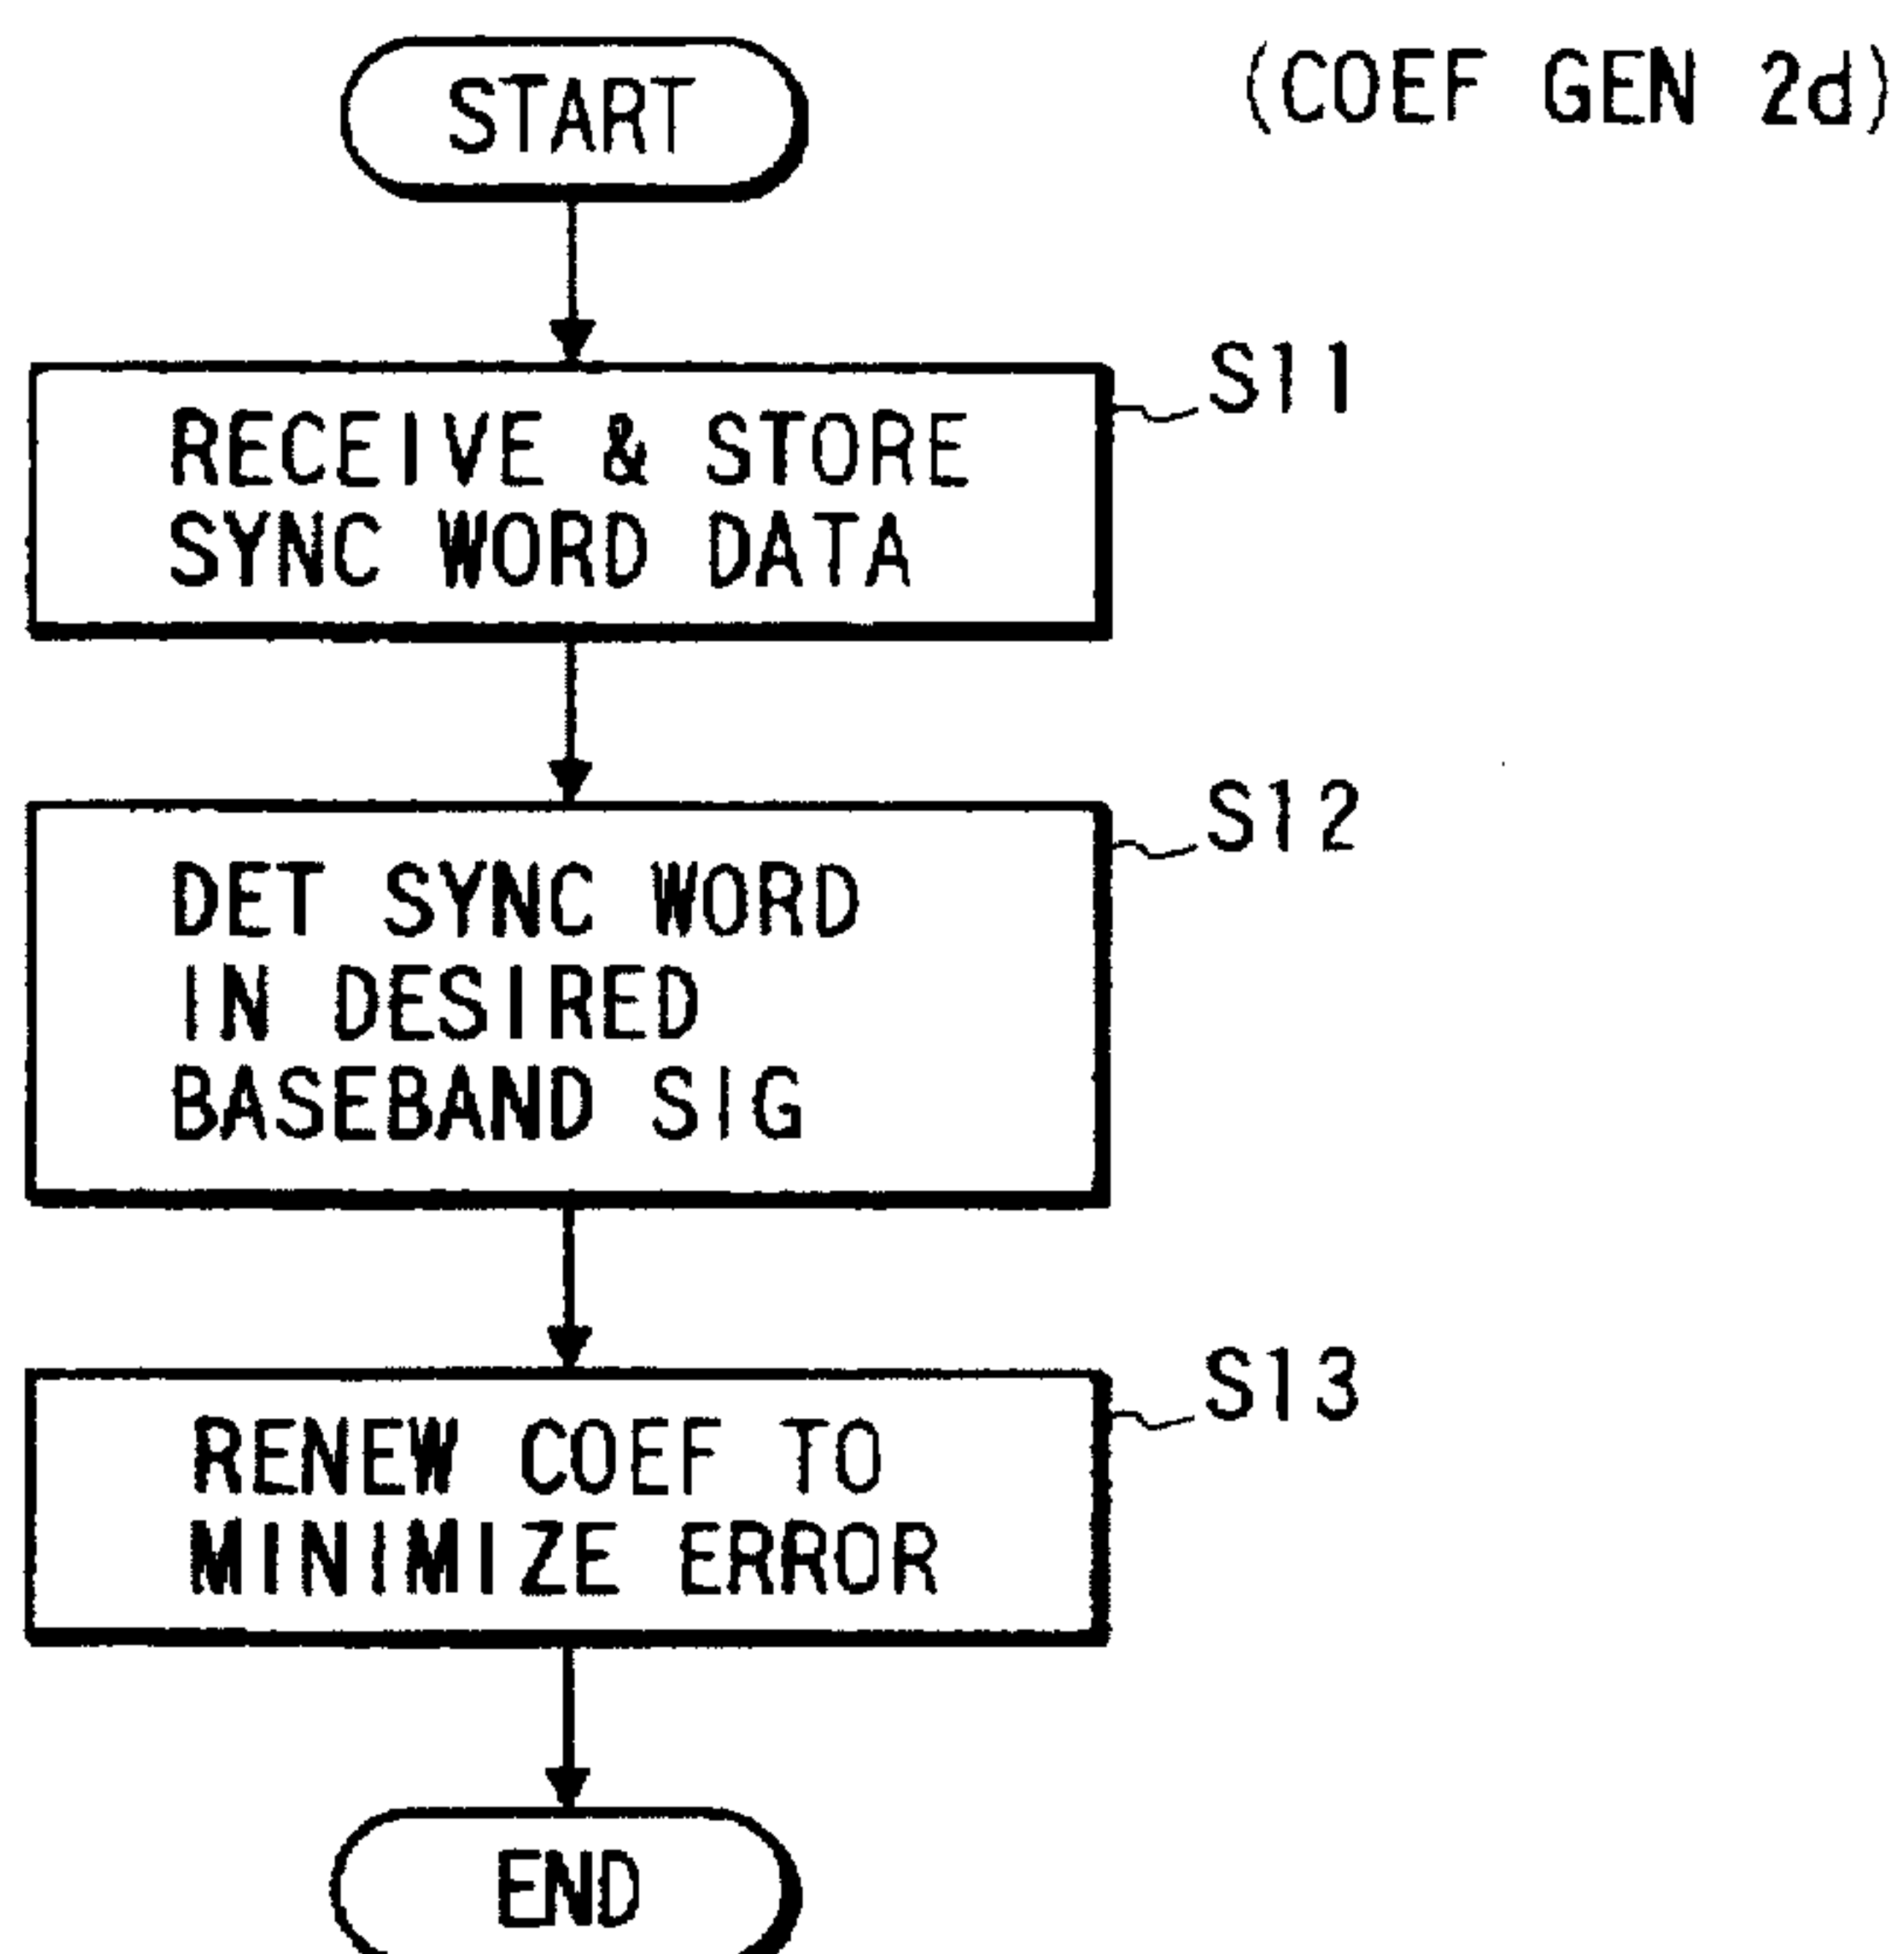 START
(COEF GEN 2d)
S11
RECEIVE & STORE
SYNC WORD DATA
S12
DET SYNC WORD
IN DESIRED
BASEBAND SIG
S13
RENEW COEF TO
MINIMIZE ERROR
END